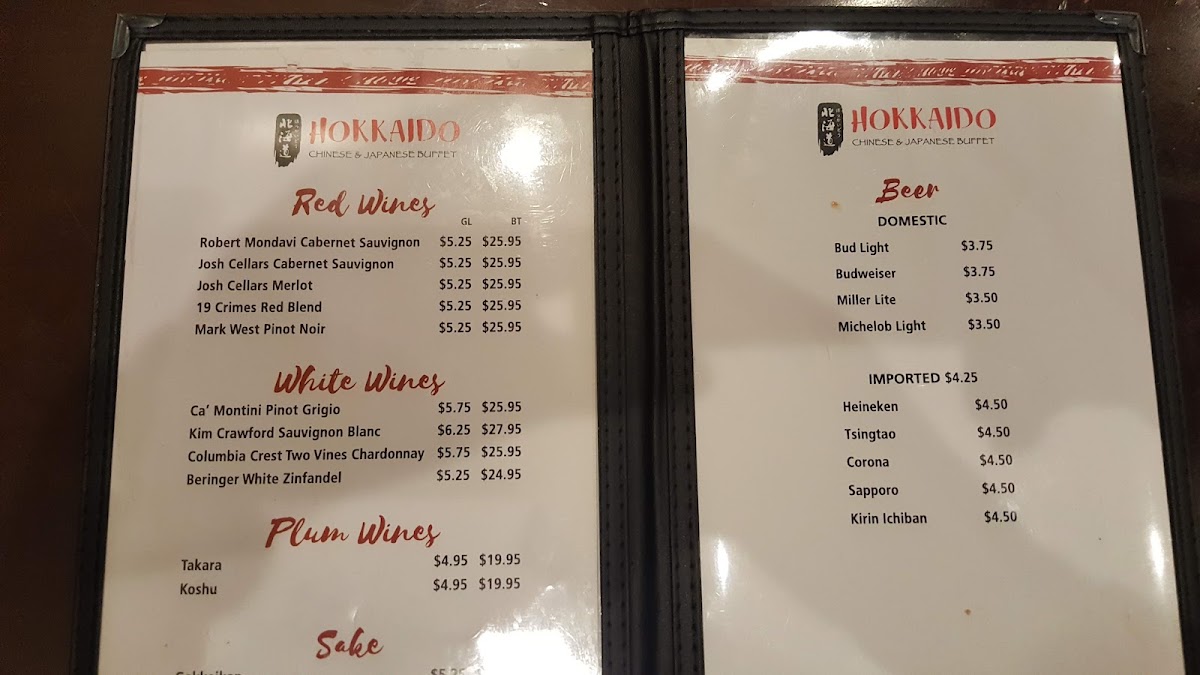 北海道
HOKKAIDO
CHINESE & JAPANESE BUFFET
Red Wines
GL BT
Robert Mondavi Cabernet Sauvignon $5.25 $25.95
Josh Cellars Cabernet Sauvignon $5.25 $25.95
Josh Cellars Merlot $5.25 $25.95
19 Crimes Red Blend $5.25 $25.95
Mark West Pinot Noir $5.25 $25.95
White Wines
Ca' Montini Pinot Grigio $5.75 $25.95
Kim Crawford Sauvignon Blanc $6.25 $27.95
Columbia Crest Two Vines Chardonnay $5.75 $25.95
Beringer White Zinfandel $5.25 $24.95
Plum Wines
Takara $4.95 $19.95
Koshu $4.95 $19.95
Sake
北海道
HOKKAIDO
CHINESE & JAPANESE BUFFET
Beer
DOMESTIC
Bud Light $3.75
Budweiser $3.75
Miller Lite $3.50
Michelob Light $3.50
IMPORTED $4.25
Heineken $4.50
Tsingtao $4.50
Corona $4.50
Sapporo $4.50
Kirin Ichiban $4.50